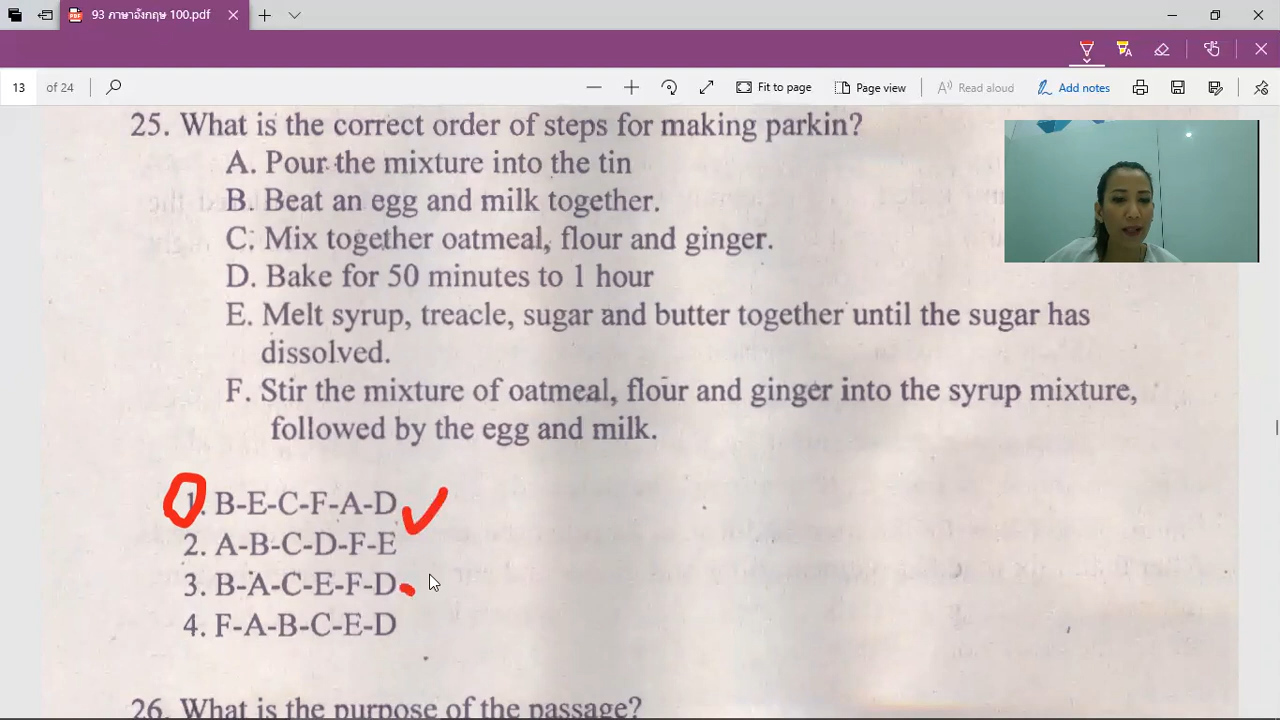 93 ภาษาอังกฤษ 100.pdf
13 of 24 Fit to page Page view Read aloud Add notes
25. What is the correct order of steps for making parkin?
A. Pour the mixture into the tin
B. Beat an egg and milk together.
C. Mix together oatmeal, flour and ginger.
D. Bake for 50 minutes to 1 hour
E. Melt syrup, treacle, sugar and butter together until the sugar has
dissolved.
F. Stir the mixture of oatmeal, flour and ginger into the syrup mixture,
followed by the egg and milk.
1. B-E-C-F-A-D
2. A-B-C-D-F-E
3. B-A-C-E-F-D
4. F-A-B-C-E-D
26. What is the purpose of the passage?